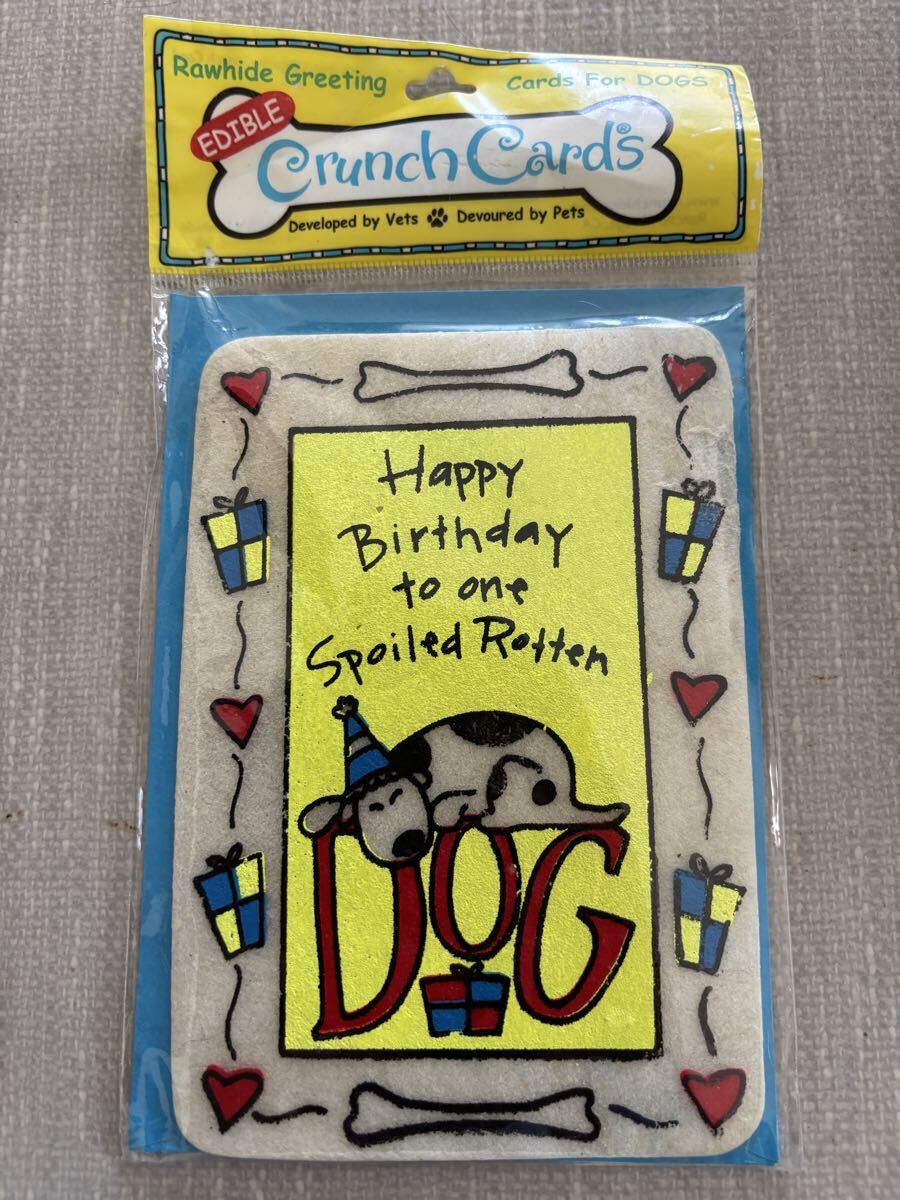 Rawhide Greeting Cards For DOGS
EDIBLE
Crunch Cards®
Developed by Vets Devoured by Pets
Happy
Birthday
to one
Spoiled Rotten
DOG